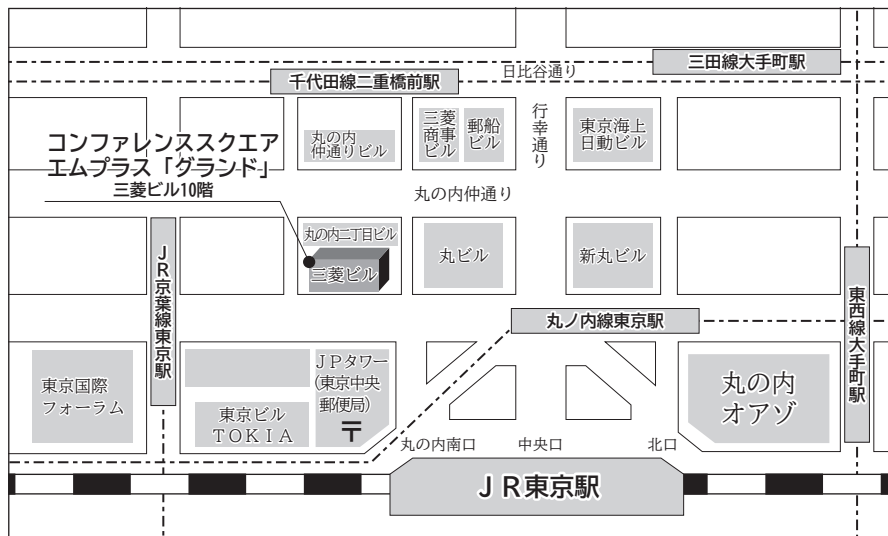 三田線大手町駅
日比谷通り
千代田線二重橋前駅
丸の内
仲通りビル
三菱
商事
ビル
郵船
ビル
行幸通り
東京海上
日動ビル
コンファレンススクエア
エムプラス「グランド」
三菱ビル10階
丸の内仲通り
丸の内二丁目ビル
三菱ビル
丸ビル
新丸ビル
JR京葉線東京駅
東西線大手町駅
丸ノ内線東京駅
東京国際
フォーラム
東京ビル
TOKIA
JPタワー
(東京中央
郵便局)
〒
丸の内
オアゾ
丸の内南口
中央口
北口
JR東京駅